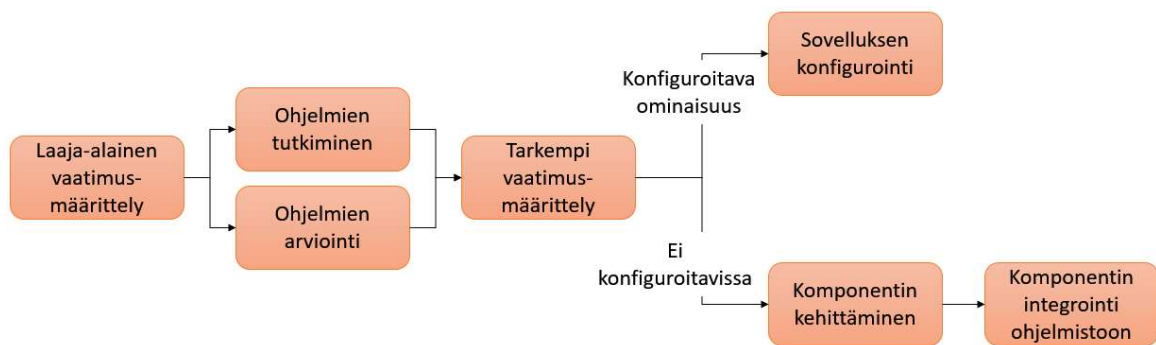 Laaja-alainen
vaatimus-
määrittely
Ohjelmien
tutkiminen
Ohjelmien
arviointi
Tarkempi
vaatimus-
määrittely
Konfiguroitava
ominaisuus
Sovelluksen
konfigurointi
Ei
konfiguroitavissa
Komponentin
kehittäminen
Komponentin
integrointi
ohjelmistoon